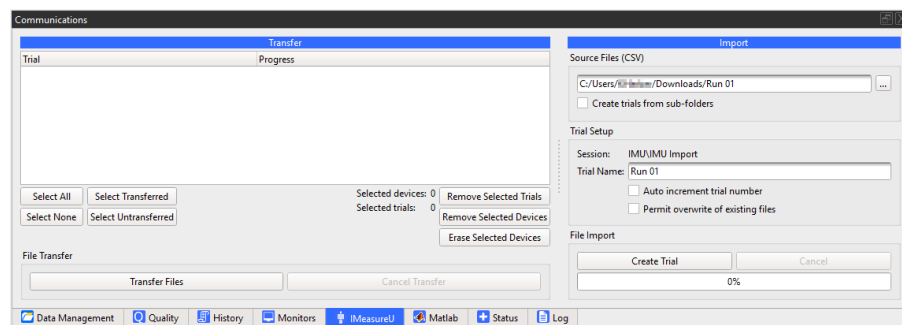 Communications
Transfer
Trial Progress
Select All Select Transferred
Select None Select Untransferred
Selected devices: 0
Selected trials: 0
Remove Selected Trials
Remove Selected Devices
Erase Selected Devices
File Transfer
Transfer Files Cancel Transfer
Import
Source Files (CSV)
C:/Users/ /Downloads/Run 01 ...
Create trials from sub-folders
Trial Setup
Session: IMU\IMU Import
Trial Name: Run 01
Auto increment trial number
Permit overwrite of existing files
File Import
Create Trial Cancel
0%
Data Management Quality History Monitors IMeasureU Matlab Status Log